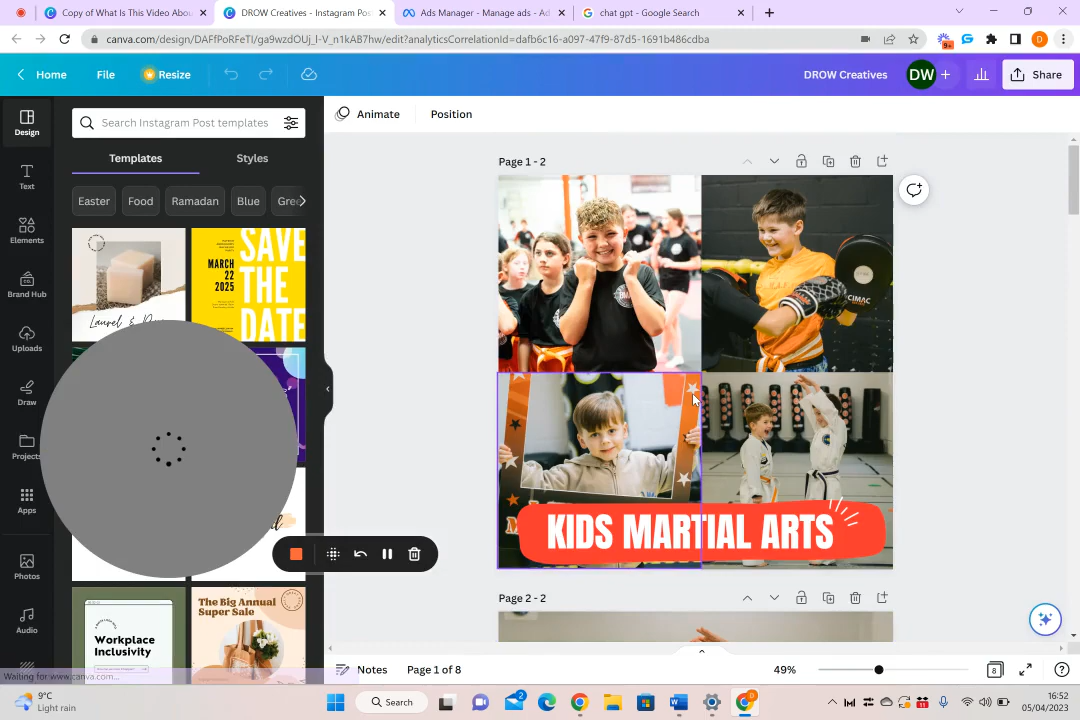 Copy of What Is This Video Abou
DROW Creatives - Instagram Pos
Ads Manager - Manage ads - Ad
chat gpt - Google Search
canva.com/design/DAFfPoRFeTI/ga9wzdOUj_l-V_n1kAB7hw/edit?analyticsCorrelationId=dafb6c16-a097-47f9-87d5-1691b486cdba
9+
D
Home
File
Resize
DROW Creatives
DW
Share
Design
Text
Elements
Brand Hub
Uploads
Draw
Projects
Apps
Photos
Audio
Search Instagram Post templates
Templates
Styles
Easter
Food
Ramadan
Blue
Gree
SAVE
THE
DATE
MARCH
22
2025
Workplace
Inclusivity
The Big Annual
Super Sale
Animate
Position
Page 1 - 2
CIMAC
KIDS MARTIAL ARTS
Page 2 - 2
Notes
Page 1 of 8
49%
8
Waiting for www.canva.com...
9°C
Light rain
Search
2
16:52
05/04/2023